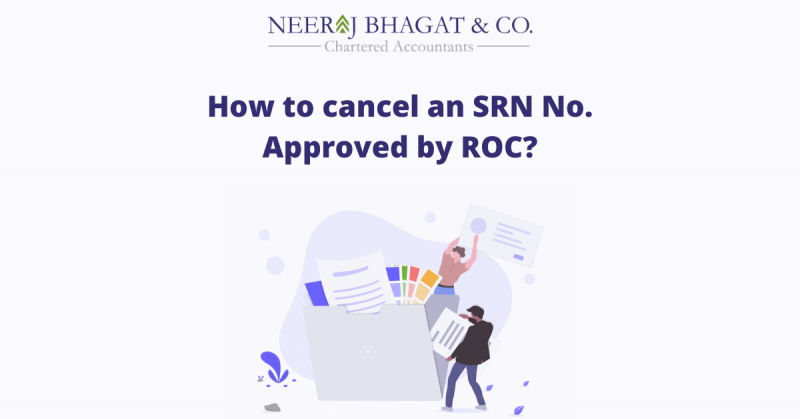 NEERAJ BHAGAT & CO.
Chartered Accountants
How to cancel an SRN No.
Approved by ROC?